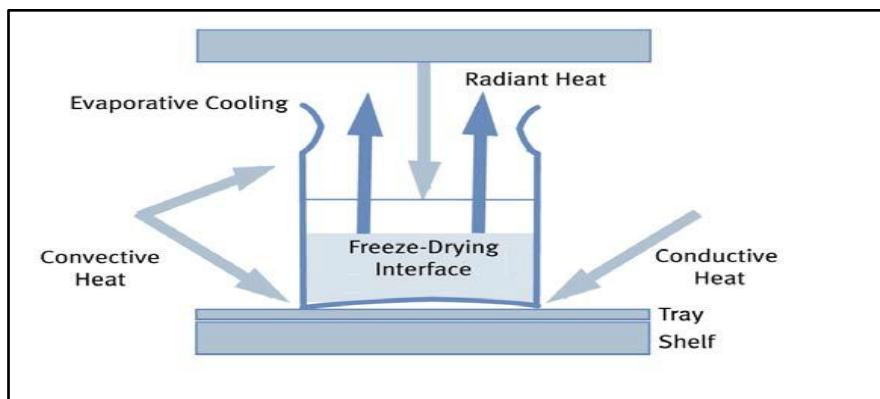 Radiant Heat
Evaporative Cooling
Freeze-Drying
Interface
Convective
Heat
Conductive
Heat
Tray
Shelf